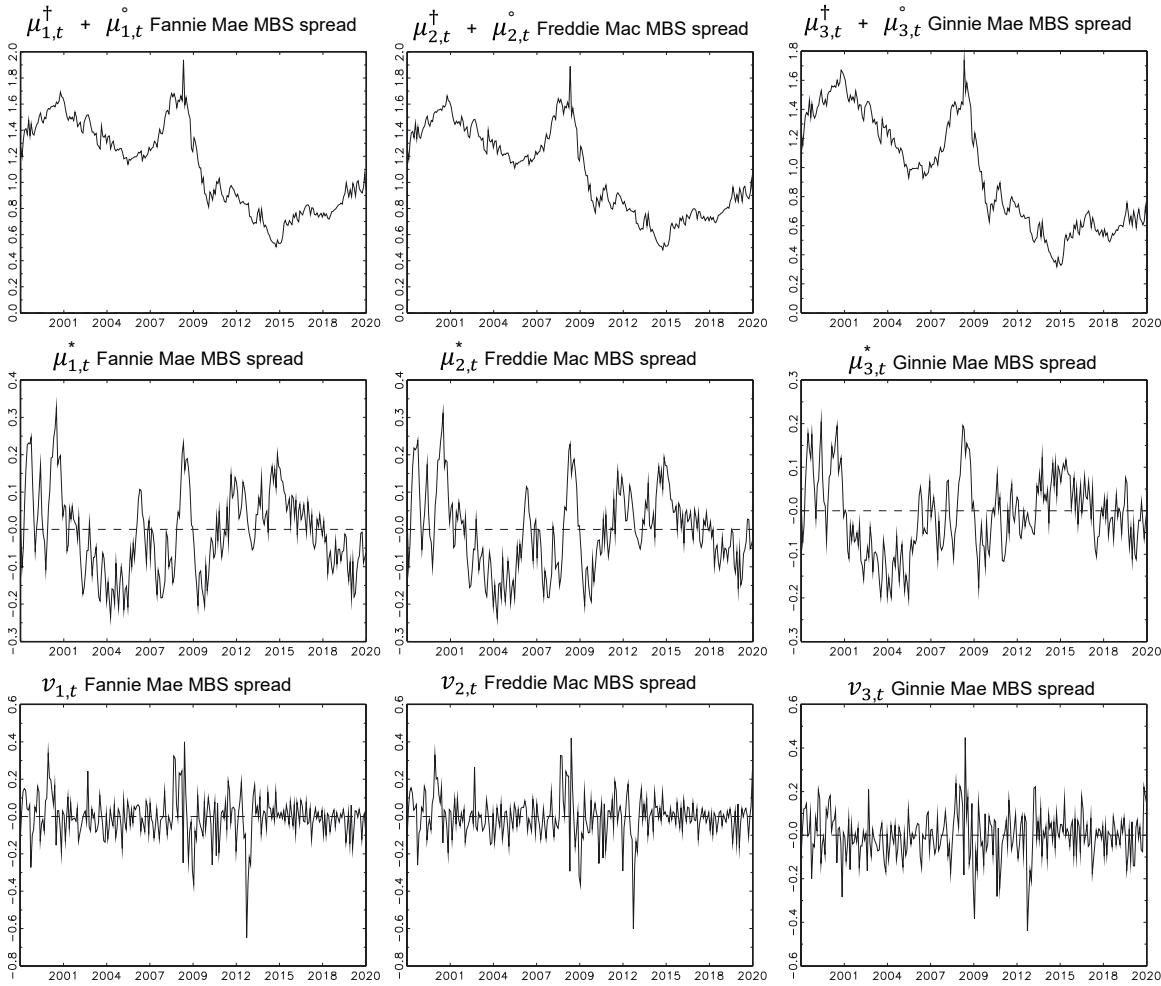 μ†1,t + μ°1,t Fannie Mae MBS spread
μ†2,t + μ°2,t Freddie Mac MBS spread
μ†3,t + μ°3,t Ginnie Mae MBS spread
0.0 0.2 0.4 0.6 0.8 1.0 1.2 1.4 1.6 1.8 2.0
2001 2004 2007 2009 2012 2015 2018 2020
0.0 0.2 0.4 0.6 0.8 1.0 1.2 1.4 1.6 1.8 2.0
2001 2004 2007 2009 2012 2015 2018 2020
0.0 0.2 0.4 0.6 0.8 1.0 1.2 1.4 1.6 1.8
2001 2004 2007 2009 2012 2015 2018 2020
μ*1,t Fannie Mae MBS spread
μ*2,t Freddie Mac MBS spread
μ*3,t Ginnie Mae MBS spread
−0.3 −0.2 −0.1 −0.0 0.1 0.2 0.3 0.4
2001 2004 2007 2009 2012 2015 2018 2020
−0.3 −0.2 −0.1 −0.0 0.1 0.2 0.3 0.4
2001 2004 2007 2009 2012 2015 2018 2020
−0.3 −0.2 −0.1 −0.0 0.1 0.2 0.3
2001 2004 2007 2009 2012 2015 2018 2020
v1,t Fannie Mae MBS spread
v2,t Freddie Mac MBS spread
v3,t Ginnie Mae MBS spread
−0.8 −0.6 −0.4 −0.2 −0.0 0.2 0.4 0.6
2001 2004 2007 2009 2012 2015 2018 2020
−0.8 −0.6 −0.4 −0.2 −0.0 0.2 0.4 0.6
2001 2004 2007 2009 2012 2015 2018 2020
−0.6 −0.4 −0.2 −0.0 0.2 0.4 0.6
2001 2004 2007 2009 2012 2015 2018 2020